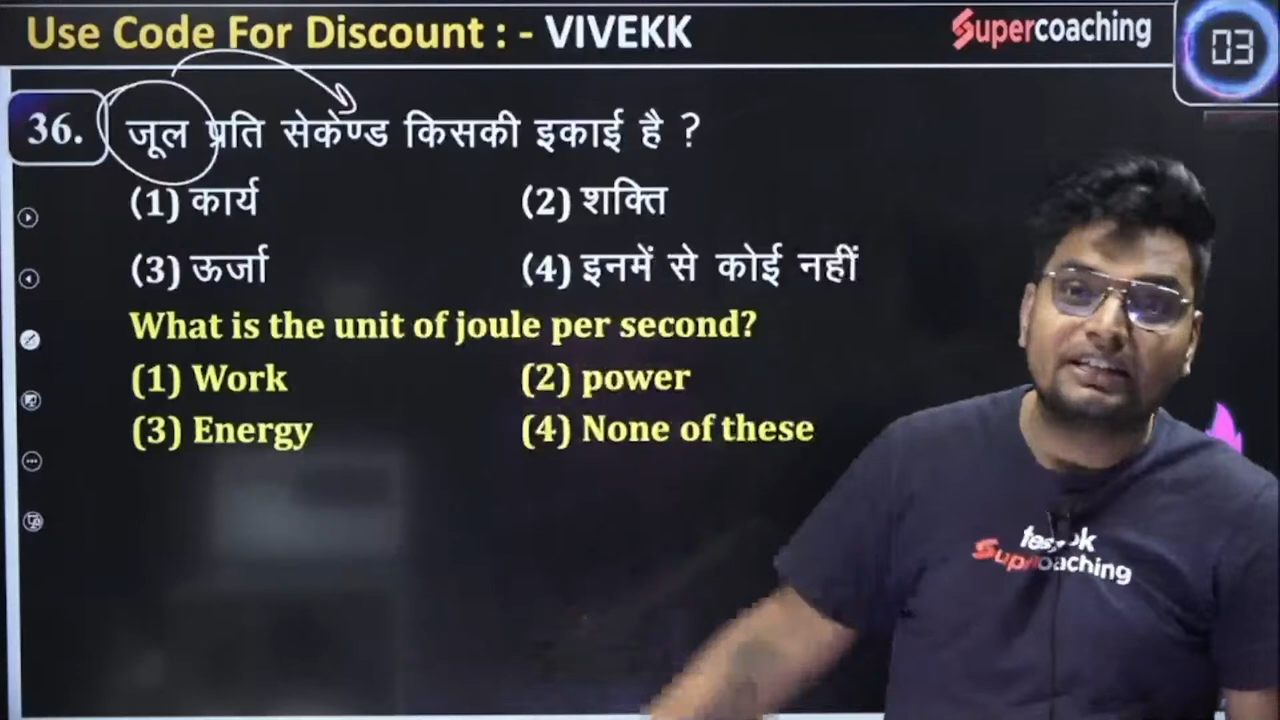 Use Code For Discount : - VIVEKK
Supercoaching
03
36. जूल प्रति सेकेण्ड किसकी इकाई है ?
(1) कार्य (2) शक्ति
(3) ऊर्जा (4) इनमें से कोई नहीं
What is the unit of joule per second?
(1) Work (2) power
(3) Energy (4) None of these
Supercoaching